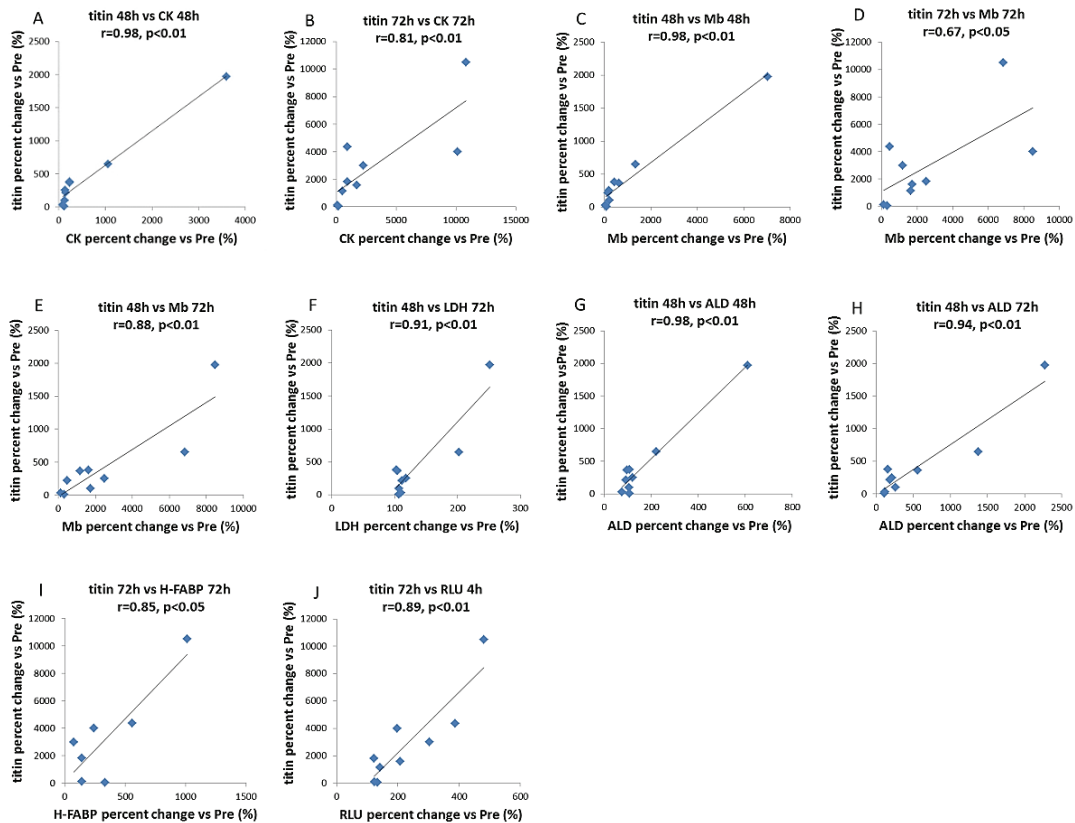 A
titin 48h vs CK 48h
r=0.98, p<0.01
titin percent change vs Pre (%)
2500
2000
1500
1000
500
0
0 1000 2000 3000 4000
CK percent change vs Pre (%)
B
titin 72h vs CK 72h
r=0.81, p<0.01
titin percent change vs Pre (%)
12000
10000
8000
6000
4000
2000
0
0 5000 10000 15000
CK percent change vs Pre (%)
C
titin 48h vs Mb 48h
r=0.98, p<0.01
titin percent change vs Pre (%)
2500
2000
1500
1000
500
0
0 2000 4000 6000 8000
Mb percent change vs Pre (%)
D
titin 72h vs Mb 72h
r=0.67, p<0.05
titin percent change vs Pre (%)
12000
10000
8000
6000
4000
2000
0
0 2000 4000 6000 8000 10000
Mb percent change vs Pre (%)
E
titin 48h vs Mb 72h
r=0.88, p<0.01
titin percent change vs Pre (%)
2500
2000
1500
1000
500
0
0 2000 4000 6000 8000 10000
Mb percent change vs Pre (%)
F
titin 48h vs LDH 72h
r=0.91, p<0.01
titin percent change vs Pre (%)
2500
2000
1500
1000
500
0
0 100 200 300
LDH percent change vs Pre (%)
G
titin 48h vs ALD 48h
r=0.98, p<0.01
titin percent change vsPre (%)
2500
2000
1500
1000
500
0
0 200 400 600 800
ALD percent change vs Pre (%)
H
titin 48h vs ALD 72h
r=0.94, p<0.01
titin percent change vs Pre (%)
2500
2000
1500
1000
500
0
0 500 1000 1500 2000 2500
ALD percent change vs Pre (%)
I
titin 72h vs H-FABP 72h
r=0.85, p<0.05
titin percent change vs Pre (%)
12000
10000
8000
6000
4000
2000
0
0 500 1000 1500
H-FABP percent change vs Pre (%)
J
titin 72h vs RLU 4h
r=0.89, p<0.01
titin percent change vs Pre (%)
12000
10000
8000
6000
4000
2000
0
0 200 400 600
RLU percent change vs Pre (%)